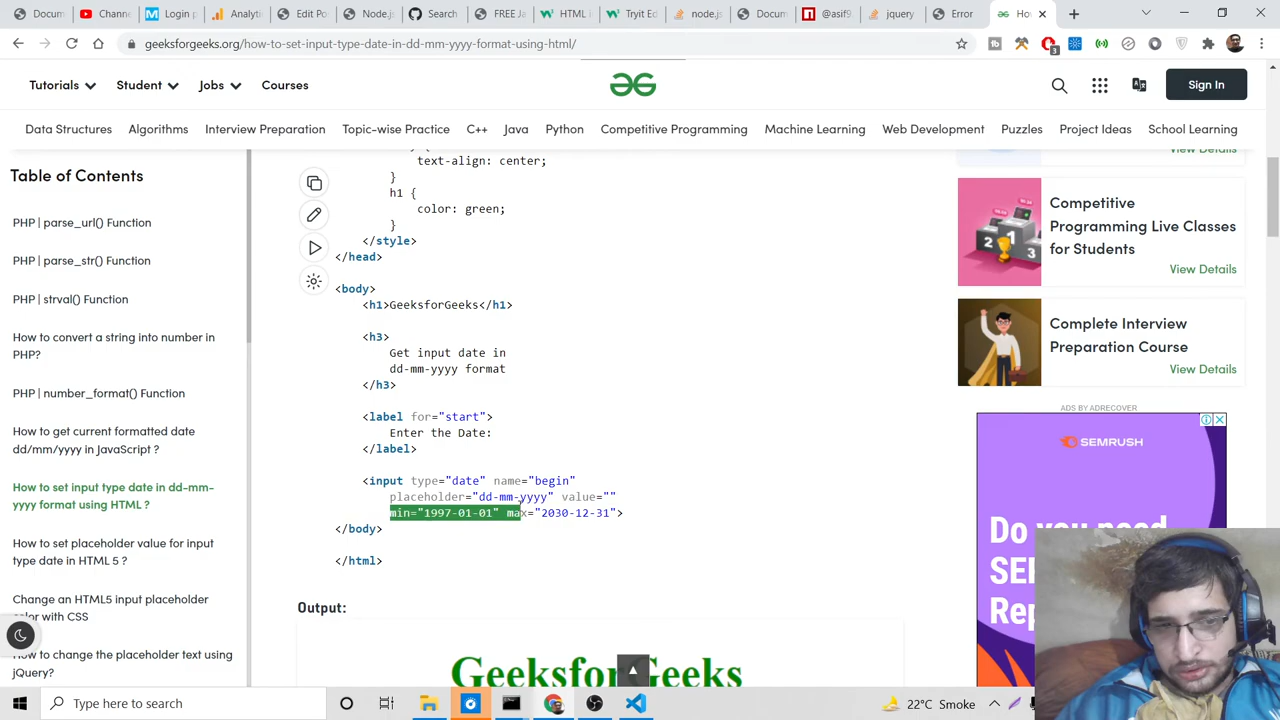 Docum
Chann
Login p
Analytic
Edit Po
Node.js
Search
FREE Ja
HTML i
Tryit Ed
node.js
Docum
@asif9
jquery
Error
How
geeksforgeeks.org/how-to-set-input-type-date-in-dd-mm-yyyy-format-using-html/
3
Tutorials
Student
Jobs
Courses
Sign In
Data Structures
Algorithms
Interview Preparation
Topic-wise Practice
C++
Java
Python
Competitive Programming
Machine Learning
Web Development
Puzzles
Project Ideas
School Learning
Table of Contents
PHP | parse_url() Function
PHP | parse_str() Function
PHP | strval() Function
How to convert a string into number in
PHP?
PHP | number_format() Function
How to get current formatted date
dd/mm/yyyy in JavaScript ?
How to set input type date in dd-mm-
yyyy format using HTML ?
How to set placeholder value for input
type date in HTML 5 ?
Change an HTML5 input placeholder
color with CSS
How to change the placeholder text using
jQuery?
text-align: center;
}
h1 {
color: green;
}
</style>
</head>
<body>
<h1>GeeksforGeeks</h1>
<h3>
Get input date in
dd-mm-yyyy format
</h3>
<label for="start">
Enter the Date:
</label>
<input type="date" name="begin"
placeholder="dd-mm-yyyy" value=""
min="1997-01-01" max="2030-12-31">
</body>
</html>
Output:
GeeksforGeeks
View Details
Competitive
Programming Live Classes
for Students
View Details
Complete Interview
Preparation Course
View Details
ADS BY ADRECOVER
SEMRUSH
Do you need
Type here to search
22°C Smoke